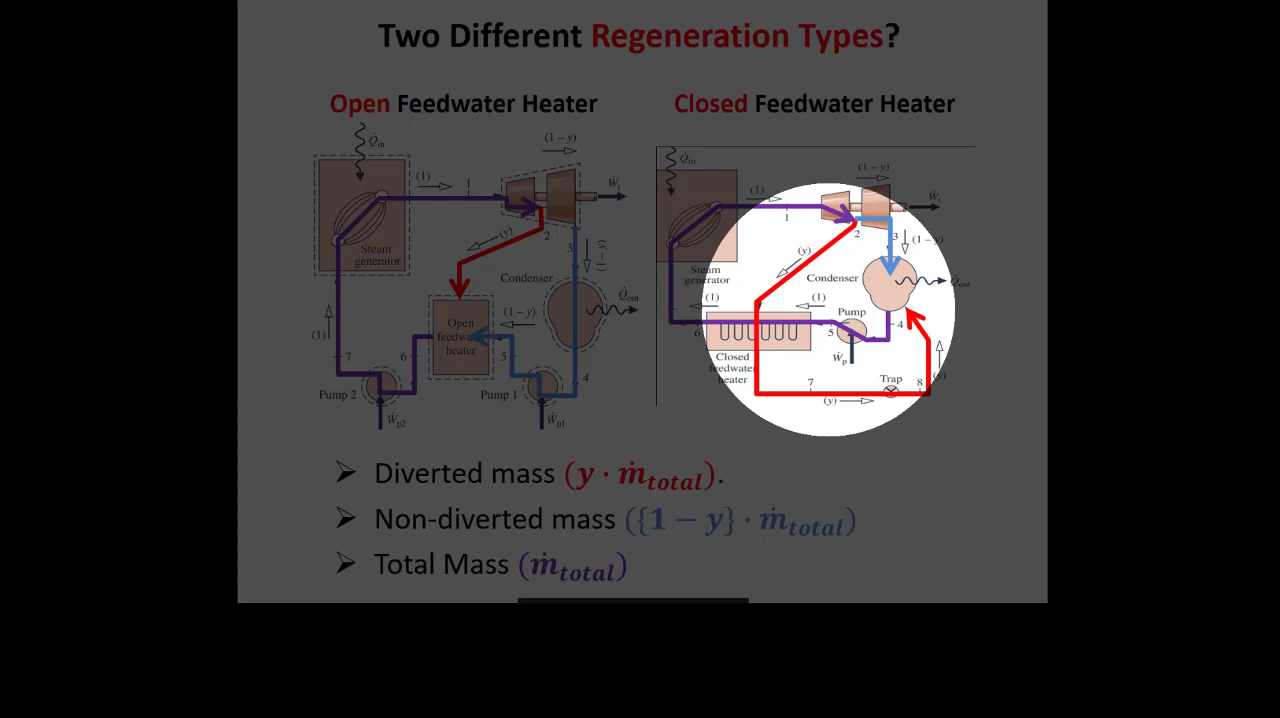 Two Different Regeneration Types?
Open Feedwater Heater
Q̇in
(1)
(1 – y)
Ẇt
(y)
2
3
(1–y)
Steam
generator
Condenser
Q̇out
(1–y)
Open
feedwater
heater
(1)
7
6
5
4
Pump 2
Pump 1
Ẇp2
Ẇp1
Closed Feedwater Heater
Q̇in
(1)
1
(1 – y)
Ẇt
2
3
(y)
(1–y)
Steam
generator
Condenser
Q̇out
(1)
(1)
Pump
6
5
4
Closed
feedwater
heater
Ẇp
7
Trap
8
(y)
(y)
➢ Diverted mass (y · ṁtotal).
➢ Non-diverted mass ({1 − y} · ṁtotal)
➢ Total Mass (ṁtotal)